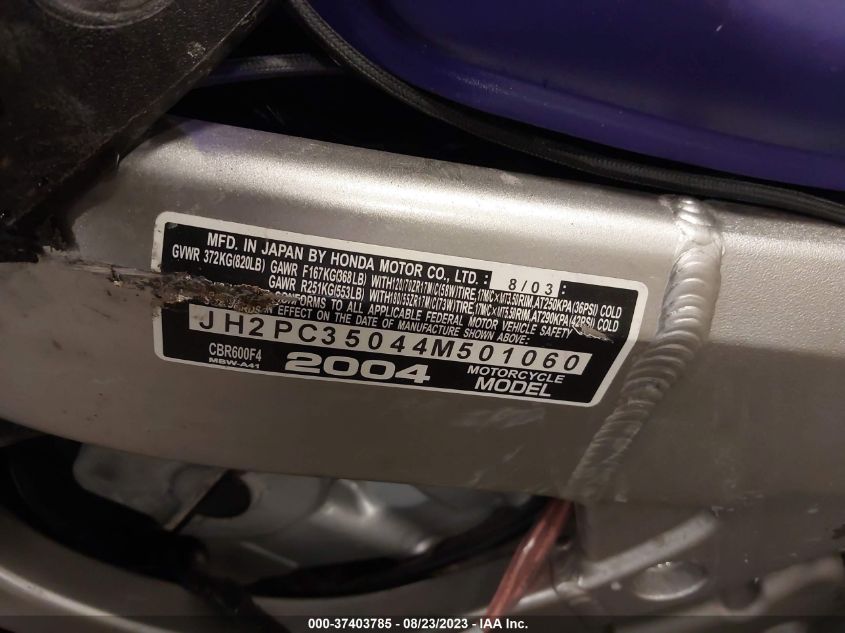 MFD. IN JAPAN BY HONDA MOTOR CO., LTD. 8/03
GVWR 372KG(820LB) GAWR F167KG(368LB) WITH120/70ZR17M/C(58W)TIRE,17M/C×MT3.50RIM,AT250KPA(36PSI) COLD
GAWR R251KG(553LB) WITH180/55ZR17M/C(73W)TIRE,17M/C×MT5.50RIM,AT290KPA(42PSI) COLD
CONFORMS TO ALL APPLICABLE FEDERAL MOTOR VEHICLE SAFETY
IN EFFECT ON THE DATE OF MANUFACTURE SHOWN ABOVE.
JH2PC35044M501060
CBR600F4 2004 MOTORCYCLE
MBW-A41 MODEL
000-37403785 - 08/23/2023 - IAA Inc.